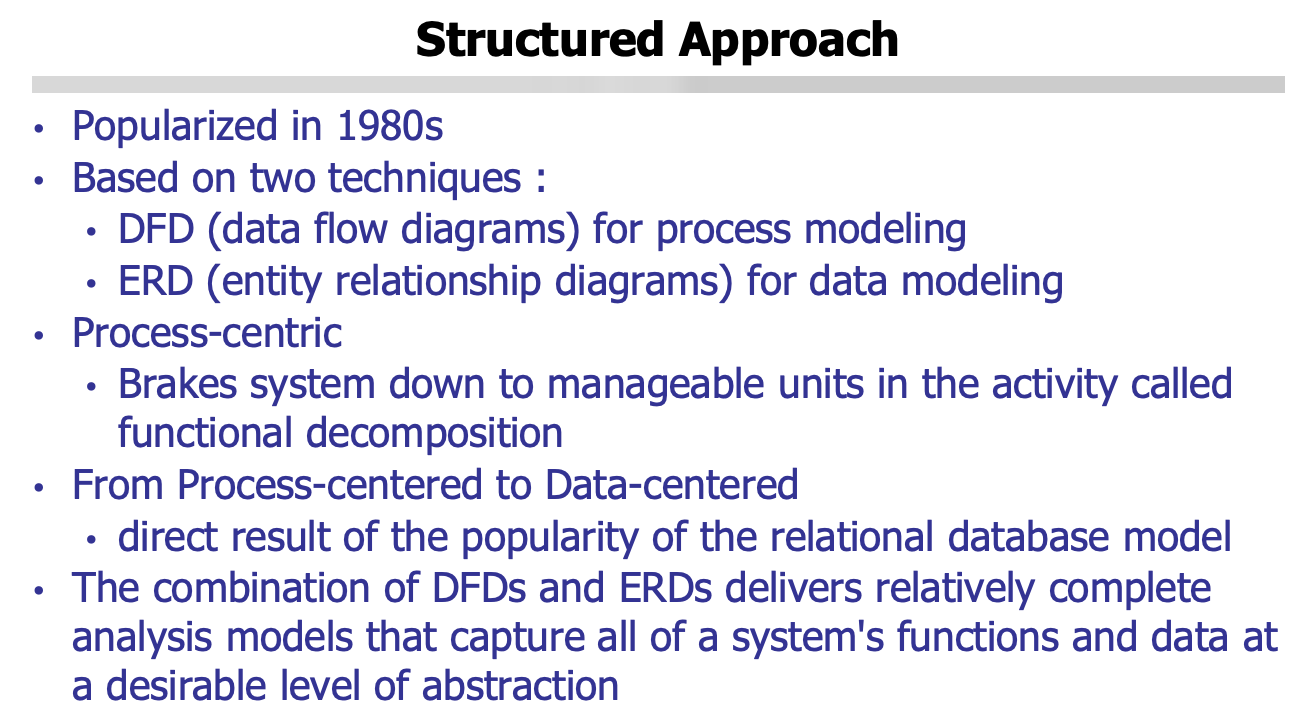 Structured Approach
• Popularized in 1980s
• Based on two techniques :
• DFD (data flow diagrams) for process modeling
• ERD (entity relationship diagrams) for data modeling
• Process-centric
• Brakes system down to manageable units in the activity called
functional decomposition
• From Process-centered to Data-centered
• direct result of the popularity of the relational database model
• The combination of DFDs and ERDs delivers relatively complete
analysis models that capture all of a system's functions and data at
a desirable level of abstraction